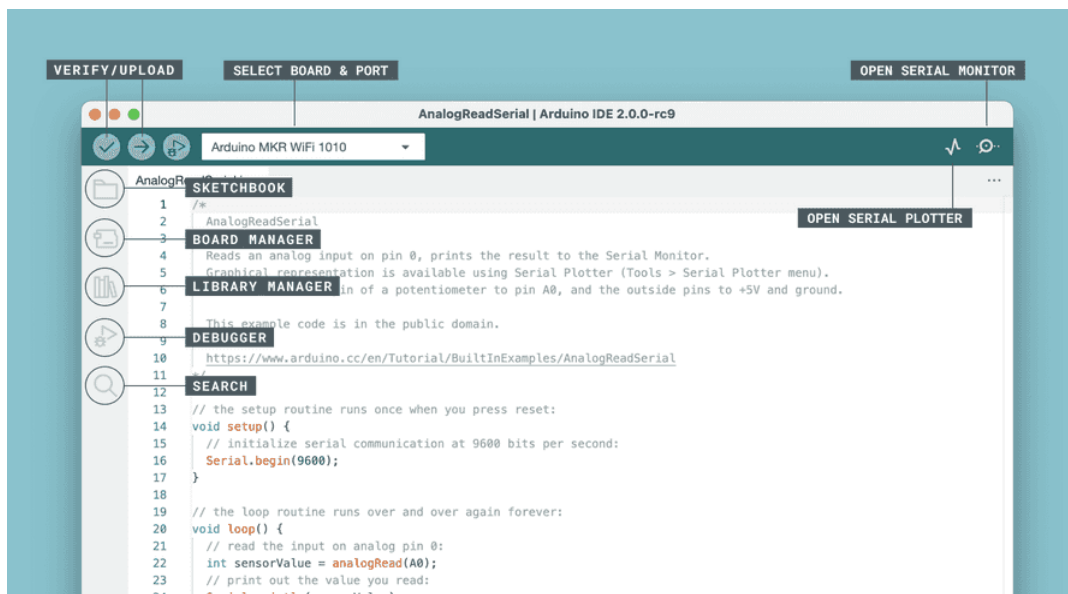 VERIFY/UPLOAD
SELECT BOARD & PORT
OPEN SERIAL MONITOR
AnalogReadSerial | Arduino IDE 2.0.0-rc9
Arduino MKR WiFi 1010
AnalogR
SKETCHBOOK
...
OPEN SERIAL PLOTTER
1 /*
2 AnalogReadSerial
3
BOARD MANAGER
4 Reads an analog input on pin 0, prints the result to the Serial Monitor.
5 Graphical representation is available using Serial Plotter (Tools > Serial Plotter menu).
LIBRARY MANAGER
6 in of a potentiometer to pin A0, and the outside pins to +5V and ground.
7
8 This example code is in the public domain.
DEBUGGER
9
10 https://www.arduino.cc/en/Tutorial/BuiltInExamples/AnalogReadSerial
11 */
SEARCH
12
13 // the setup routine runs once when you press reset:
14 void setup() {
15 // initialize serial communication at 9600 bits per second:
16 Serial.begin(9600);
17 }
18
19 // the loop routine runs over and over again forever:
20 void loop() {
21 // read the input on analog pin 0:
22 int sensorValue = analogRead(A0);
23 // print out the value you read: